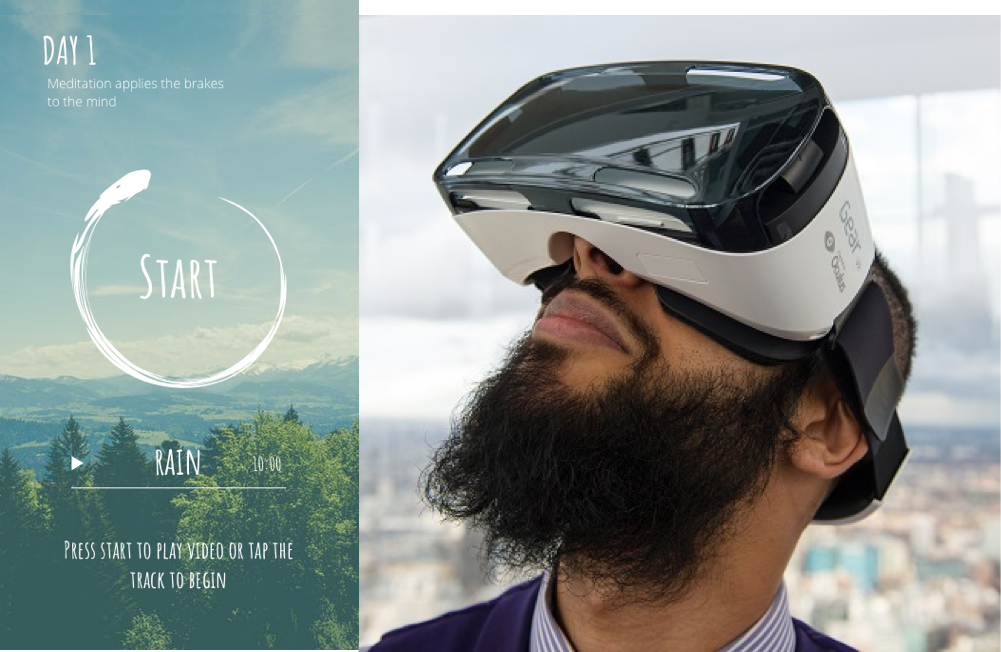 DAY 1
Meditation applies the brakes
to the mind
START
RAIN
10:00
PRESS START TO PLAY VIDEO OR TAP THE
TRACK TO BEGIN
Gear
Oculus